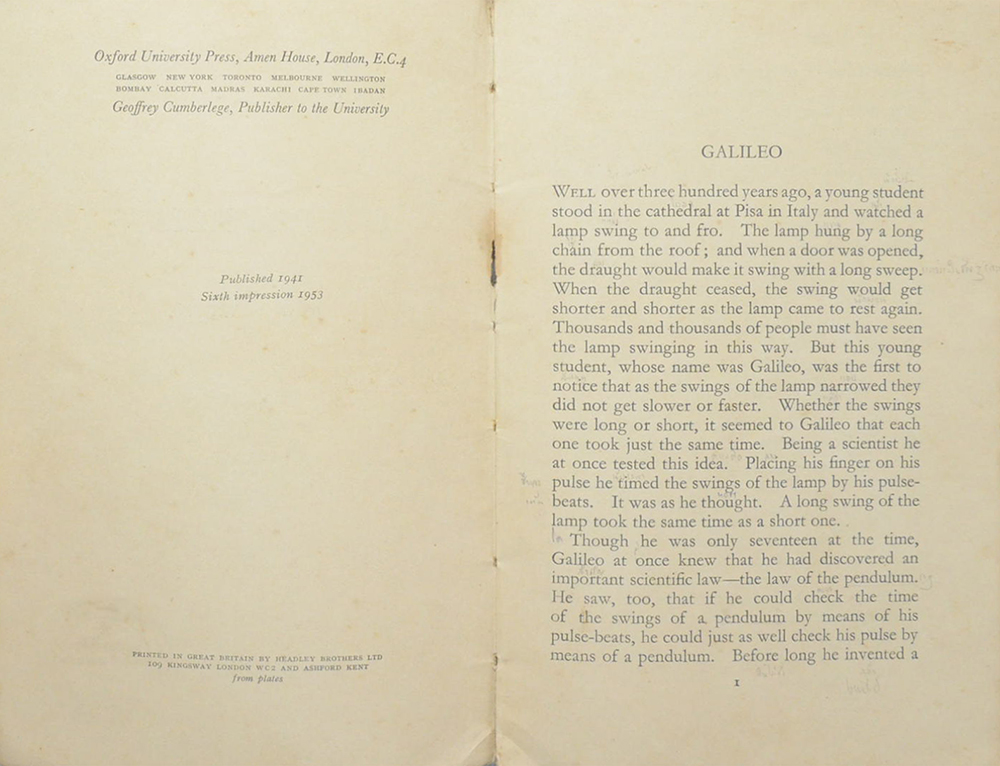 Oxford University Press, Amen House, London, E.C.4
GLASGOW NEW YORK TORONTO MELBOURNE WELLINGTON
BOMBAY CALCUTTA MADRAS KARACHI CAPE TOWN IBADAN
Geoffrey Cumberlege, Publisher to the University
Published 1941
Sixth impression 1953
PRINTED IN GREAT BRITAIN BY HEADLEY BROTHERS LTD
109 KINGSWAY LONDON WC2 AND ASHFORD KENT
from plates
GALILEO
WELL over three hundred years ago, a young student
stood in the cathedral at Pisa in Italy and watched a
lamp swing to and fro. The lamp hung by a long
chain from the roof; and when a door was opened,
the draught would make it swing with a long sweep.
When the draught ceased, the swing would get
shorter and shorter as the lamp came to rest again.
Thousands and thousands of people must have seen
the lamp swinging in this way. But this young
student, whose name was Galileo, was the first to
notice that as the swings of the lamp narrowed they
did not get slower or faster. Whether the swings
were long or short, it seemed to Galileo that each
one took just the same time. Being a scientist he
at once tested this idea. Placing his finger on his
pulse he timed the swings of the lamp by his pulse-
beats. It was as he thought. A long swing of the
lamp took the same time as a short one.
Though he was only seventeen at the time,
Galileo at once knew that he had discovered an
important scientific law—the law of the pendulum.
He saw, too, that if he could check the time
of the swings of a pendulum by means of his
pulse-beats, he could just as well check his pulse by
means of a pendulum. Before long he invented a
1